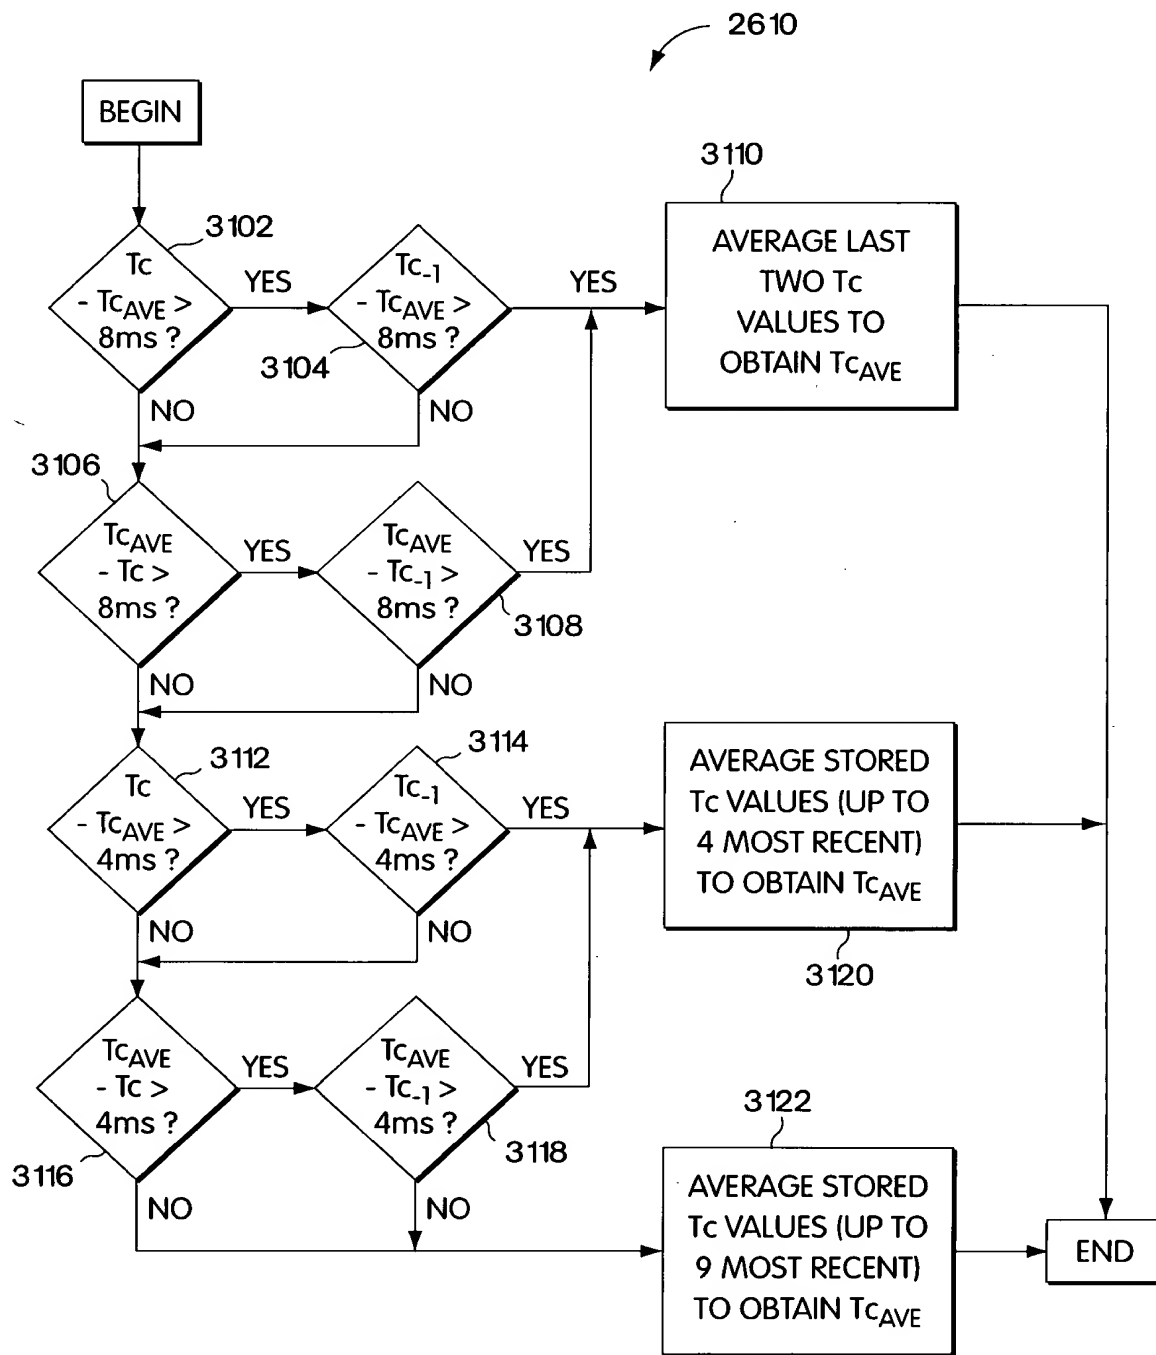 2610
BEGIN
3110
3102
Tc
- TcAVE >
8ms ?
YES
Tc-1
- TcAVE >
8ms ?
3104
YES
AVERAGE LAST
TWO Tc
VALUES TO
OBTAIN TcAVE
NO
NO
3106
TcAVE
- Tc >
8ms ?
YES
TcAVE
- Tc-1 >
8ms ?
YES
3108
NO
NO
3112
3114
Tc
- TcAVE >
4ms ?
YES
Tc-1
- TcAVE >
4ms ?
YES
AVERAGE STORED
Tc VALUES (UP TO
4 MOST RECENT)
TO OBTAIN TcAVE
NO
NO
3120
TcAVE
- Tc >
4ms ?
YES
TcAVE
- Tc-1 >
4ms ?
YES
3116
3118
3122
NO
NO
AVERAGE STORED
Tc VALUES (UP TO
9 MOST RECENT)
TO OBTAIN TcAVE
END